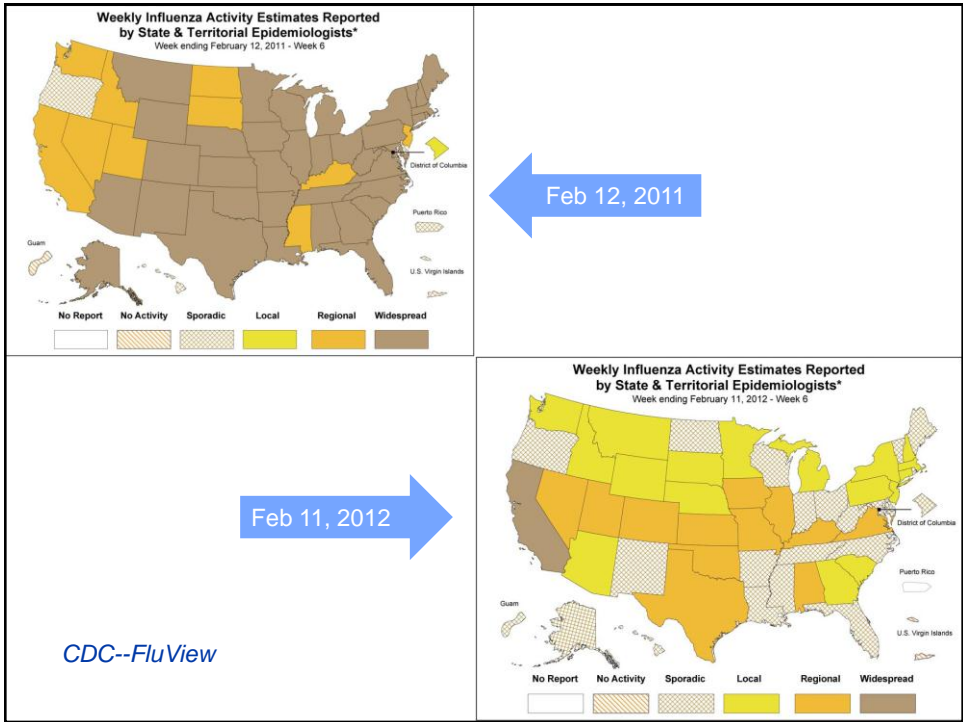 Weekly Influenza Activity Estimates Reported
by State & Territorial Epidemiologists*
Week ending February 12, 2011 - Week 6
District of Columbia
Puerto Rico
Guam
U.S. Virgin Islands
No Report No Activity Sporadic Local Regional Widespread
Feb 12, 2011
Weekly Influenza Activity Estimates Reported
by State & Territorial Epidemiologists*
Week ending February 11, 2012 - Week 6
District of Columbia
Puerto Rico
Guam
U.S. Virgin Islands
No Report No Activity Sporadic Local Regional Widespread
Feb 11, 2012
CDC--FluView